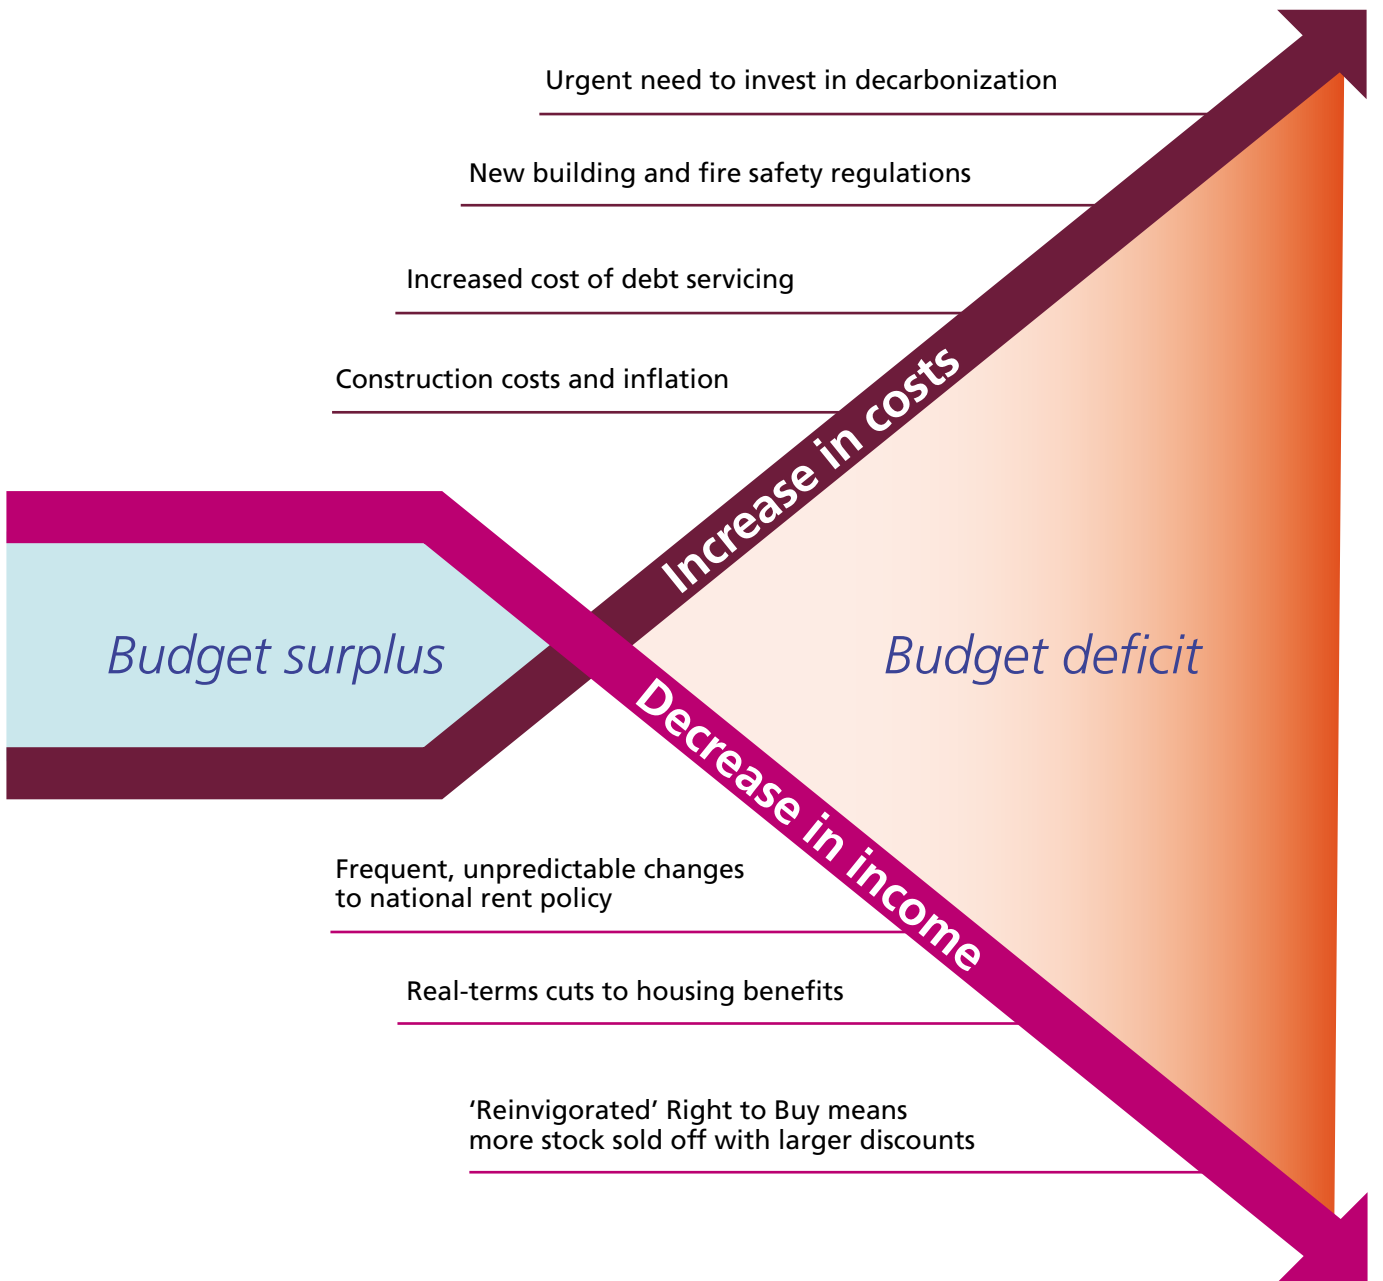 Urgent need to invest in decarbonization
New building and fire safety regulations
Increased cost of debt servicing
Construction costs and inflation
Increase in costs
Budget surplus
Budget deficit
Decrease in income
Frequent, unpredictable changes
to national rent policy
Real-terms cuts to housing benefits
‘Reinvigorated’ Right to Buy means
more stock sold off with larger discounts